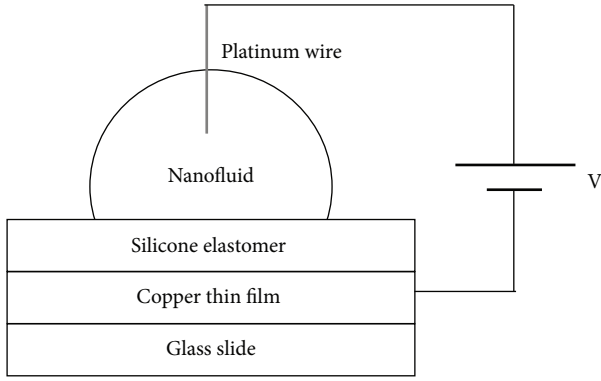 Platinum wire
Nanofluid
V
Silicone elastomer
Copper thin film
Glass slide